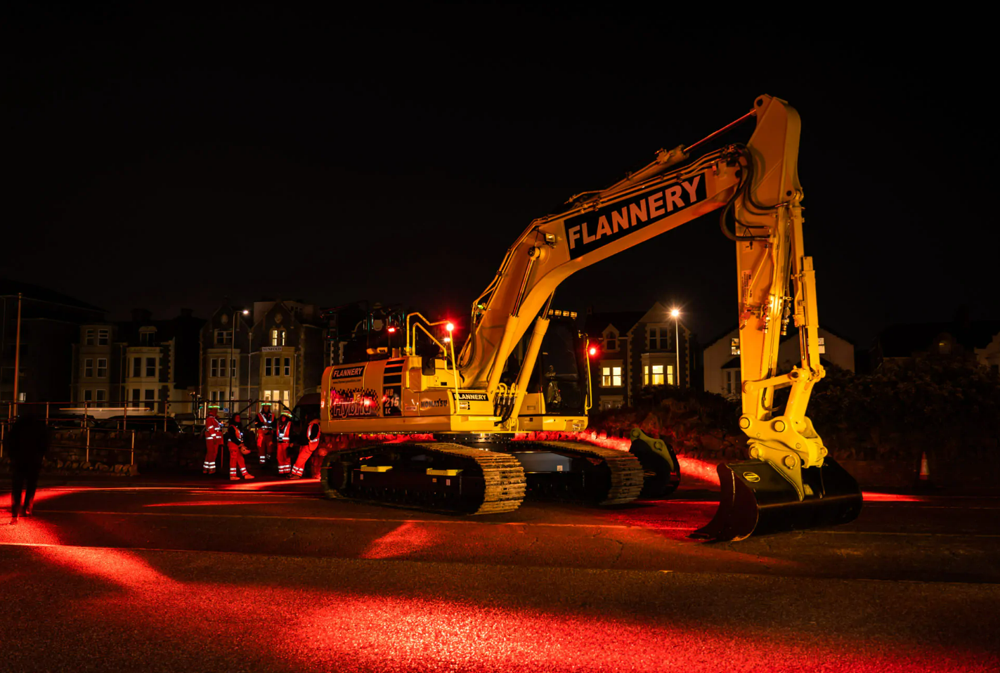 FLANNERY
FLANNERY
Hybrid
HB
215
LC
KOMATSU
FLANNERY